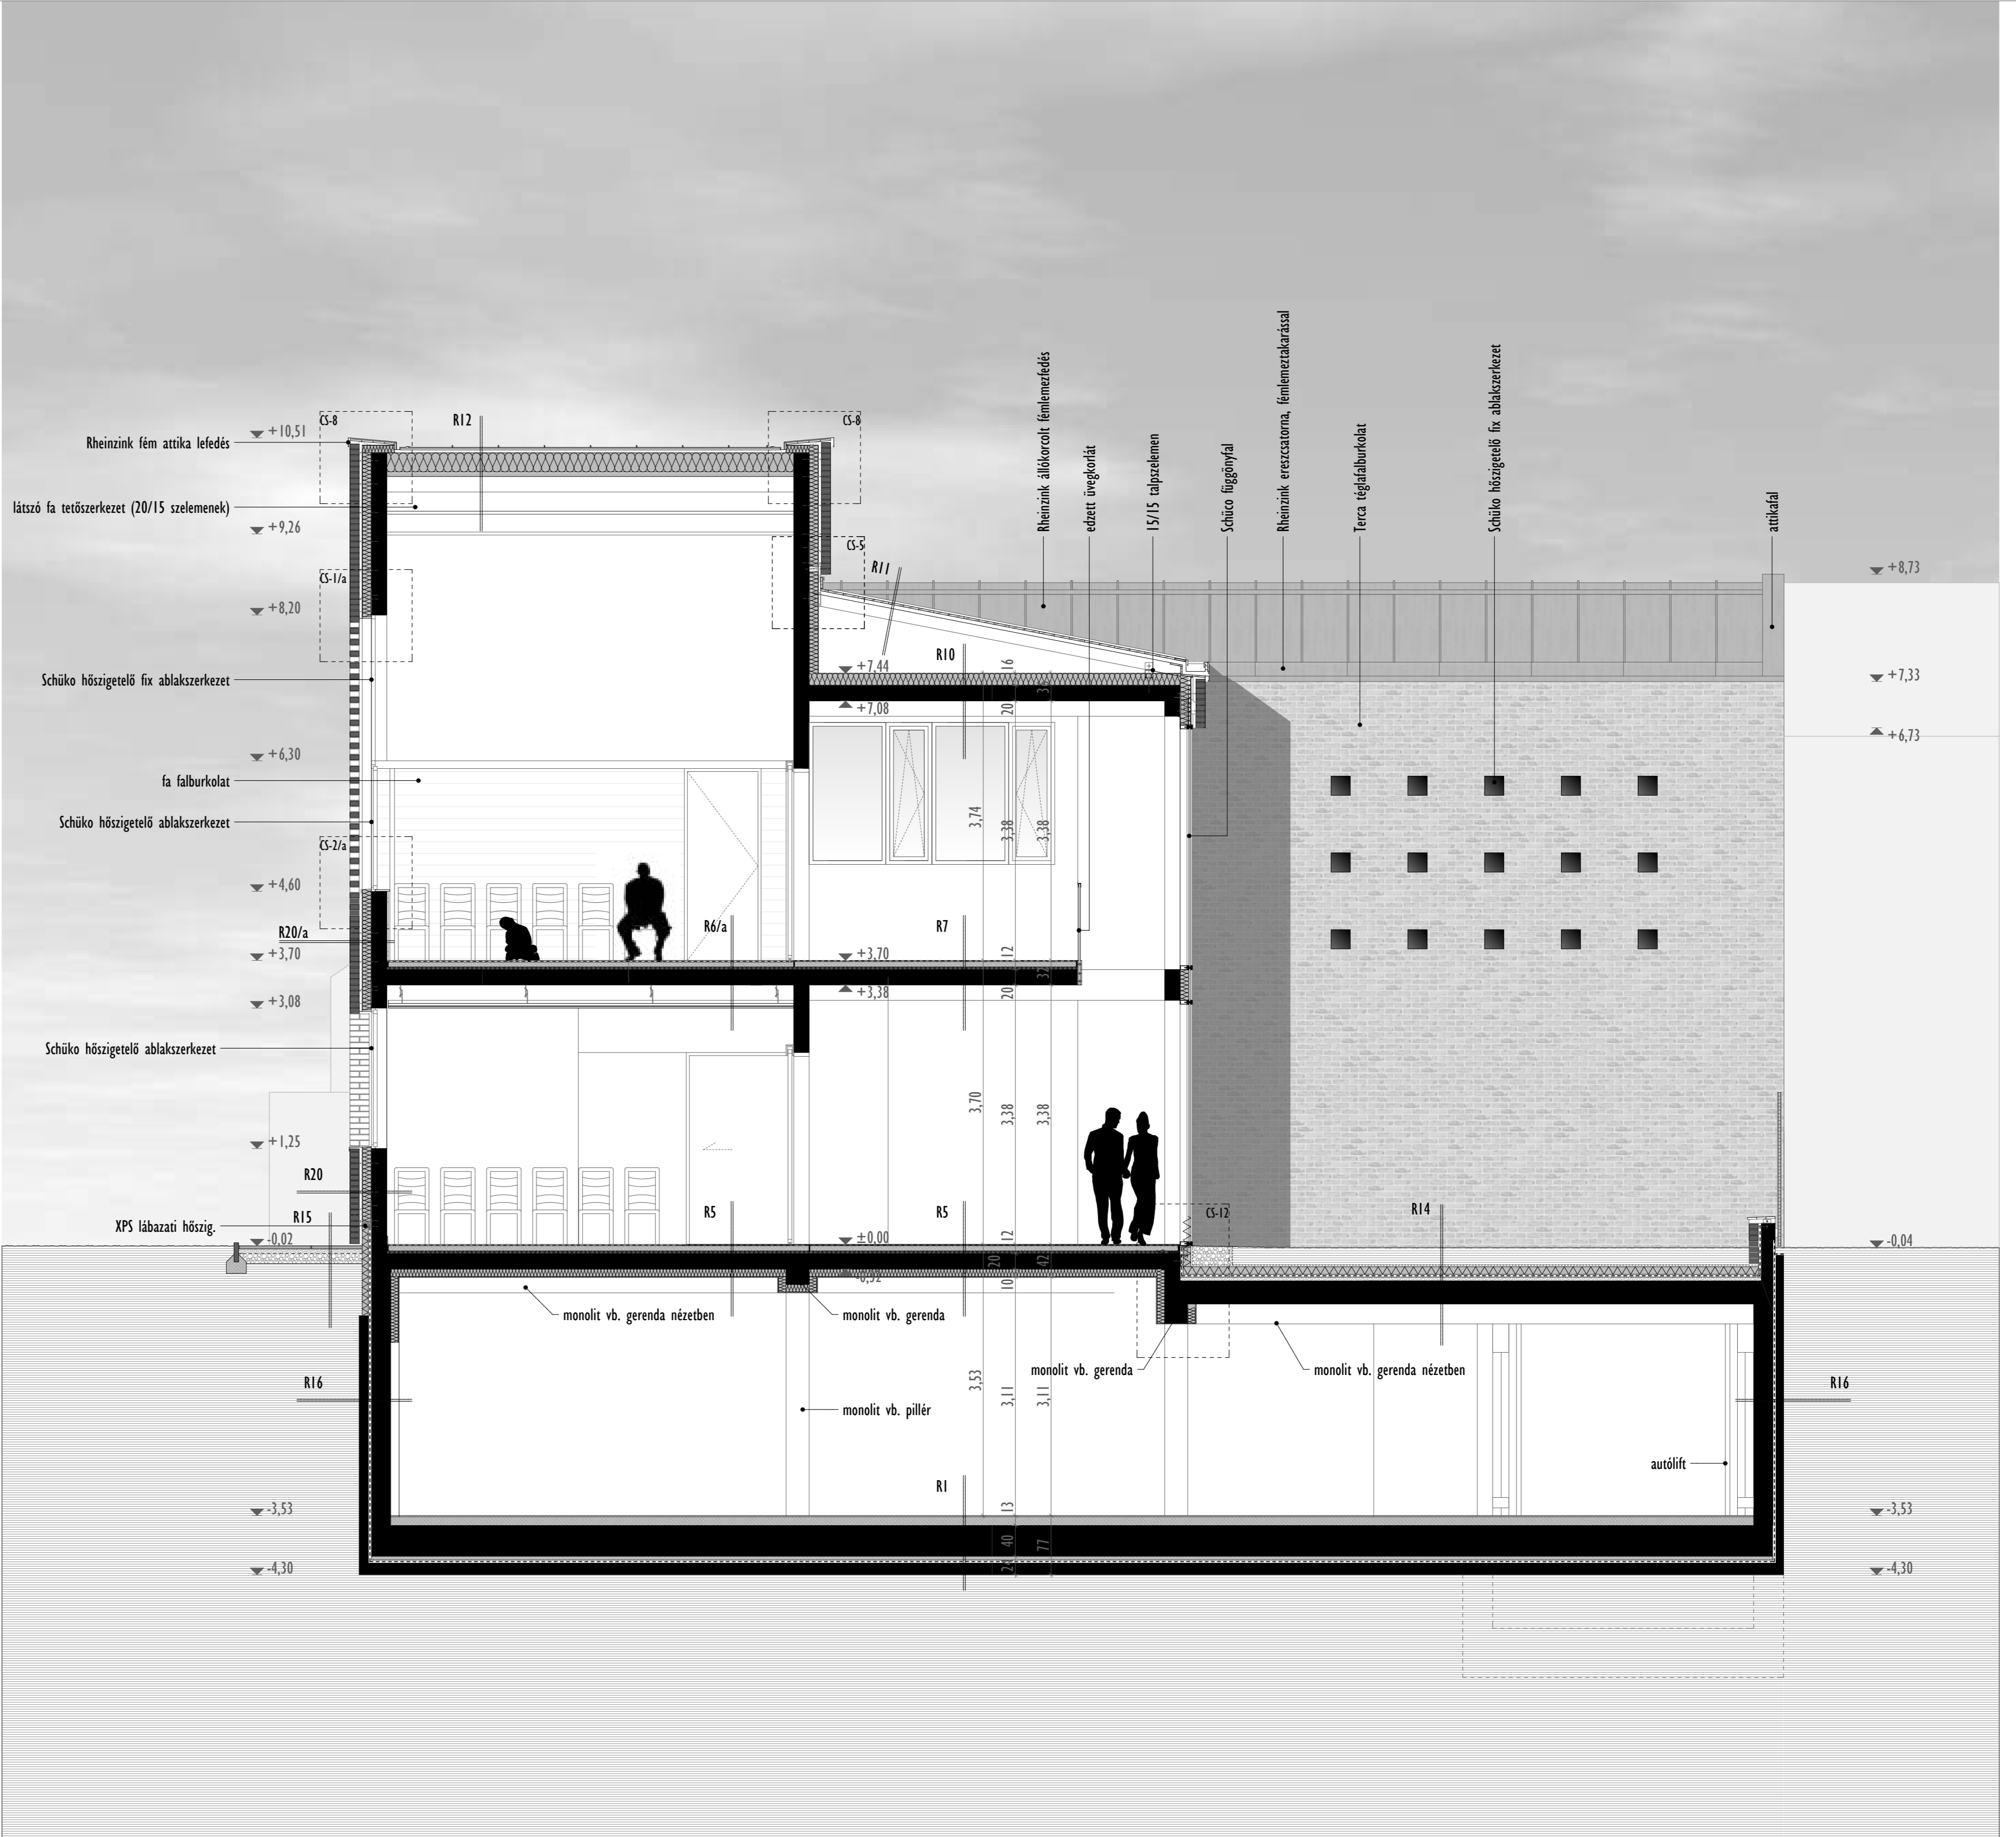 CS-8
R12
CS-8
+10,51
Rheinzink fém attika lefedés
látszó fa tetőszerkezet (20/15 szelemenek)
+9,26
CS-1/a
+8,20
Schüko hőszigetelő fix ablakszerkezet
+6,30
fa falburkolat
Schüko hőszigetelő ablakszerkezet
CS-2/a
+4,60
R20/a
+3,70
+3,08
Schüko hőszigetelő ablakszerkezet
+1,25
R20
R15
XPS lábazati hőszig.
-0,02
R16
-3,53
-4,30
CS-5
R11
R10
+7,44
+7,08
16
20
3,74
3,38
3,38
R6/a
R7
+3,70
+3,38
12
32
20
3,70
3,38
3,38
R5
R5
±0,00
12
20
42
10
monolit vb. gerenda nézetben
monolit vb. gerenda
monolit vb. gerenda
monolit vb. gerenda nézetben
3,53
3,11
3,11
monolit vb. pillér
R1
13
40
77
Rheinzink állókorcolt fémlemezfedés
edzett üvegkorlát
15/15 talpszelemen
Schüco függönyfal
Rheinzink ereszcsatorna, fémlemeztakarással
Terca téglafalburkolat
Schüko hőszigetelő fix ablakszerkezet
attikafal
+8,73
+7,33
+6,73
CS-12
R14
-0,04
R16
autólift
-3,53
-4,30